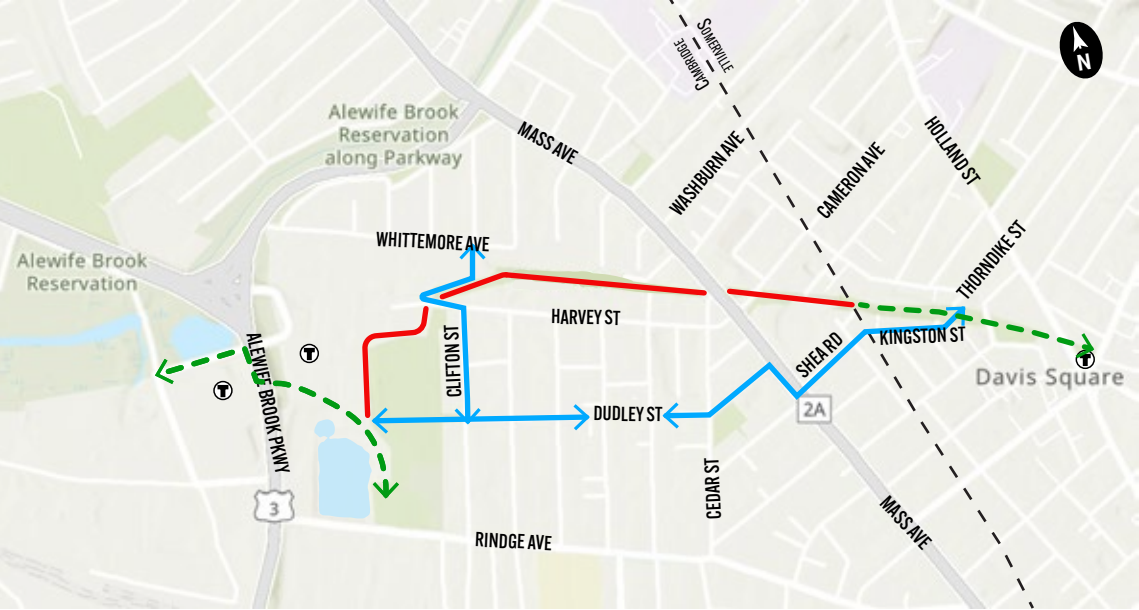 SOMERVILLE
CAMBRIDGE
N
Alewife Brook
Reservation
along Parkway
MASS AVE
WASHBURN AVE
CAMERON AVE
HOLLAND ST
THORNDIKE ST
WHITTEMORE AVE
Alewife Brook
Reservation
HARVEY ST
CLIFTON ST
SHEA RD
KINGSTON ST
T
T
T
Davis Square
ALEWIFE BROOK PKWY
DUDLEY ST
2A
CEDAR ST
3
RINDGE AVE
MASS AVE